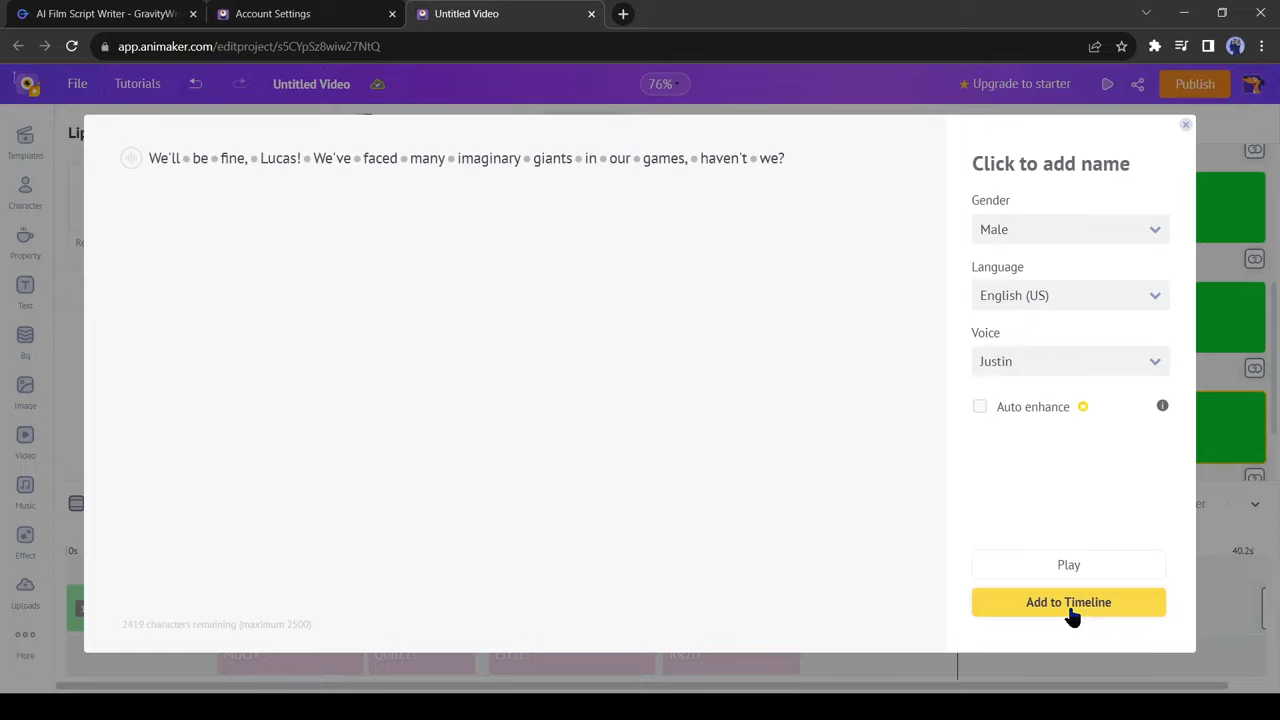 AI Film Script Writer - GravityWr
Account Settings
Untitled Video
app.animaker.com/editproject/s5CYpSz8wiw27NtQ
File
Tutorials
Untitled Video
76%
Upgrade to starter
Publish
Templates
Character
Property
Text
Bg
Image
Video
Music
Effect
Uploads
More
We'll be fine, Lucas! We've faced many imaginary giants in our games, haven't we?
2419 characters remaining (maximum 2500)
Click to add name
Gender
Male
Language
English (US)
Voice
Justin
Auto enhance
Play
Add to Timeline
0s
40.2s